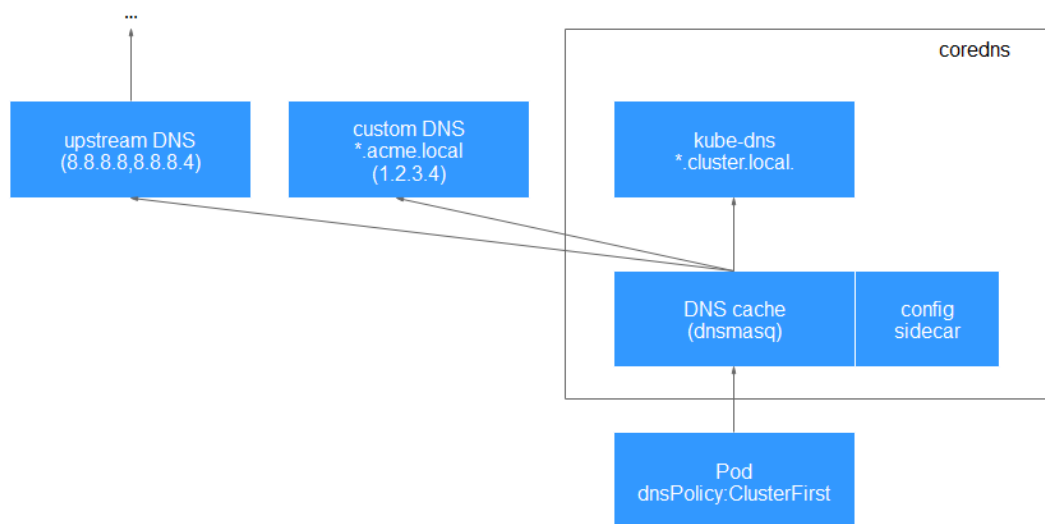 ...
coredns
upstream DNS
(8.8.8.8,8.8.8.4)
custom DNS
*.acme.local
(1.2.3.4)
kube-dns
*.cluster.local.
DNS cache
(dnsmasq)
config
sidecar
Pod
dnsPolicy:ClusterFirst